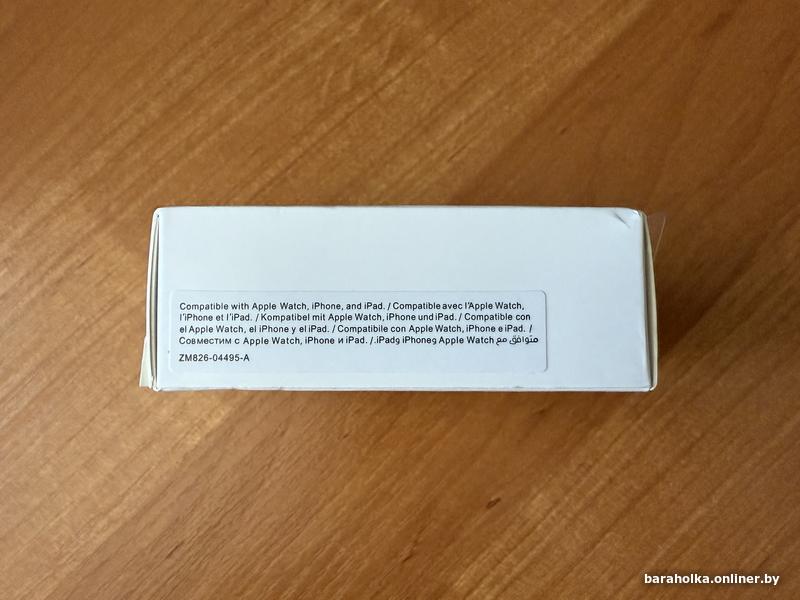 Compatible with Apple Watch, iPhone, and iPad. / Compatible avec l'Apple Watch,
l'iPhone et l'iPad. / Kompatibel mit Apple Watch, iPhone und iPad. / Compatible con
el Apple Watch, el iPhone y el iPad. / Compatibile con Apple Watch, iPhone e iPad. /
Совместим с Apple Watch, iPhone и iPad. / متوافق مع Apple Watch وiPhone وiPad.
ZM826-04495-A
baraholka.onliner.by